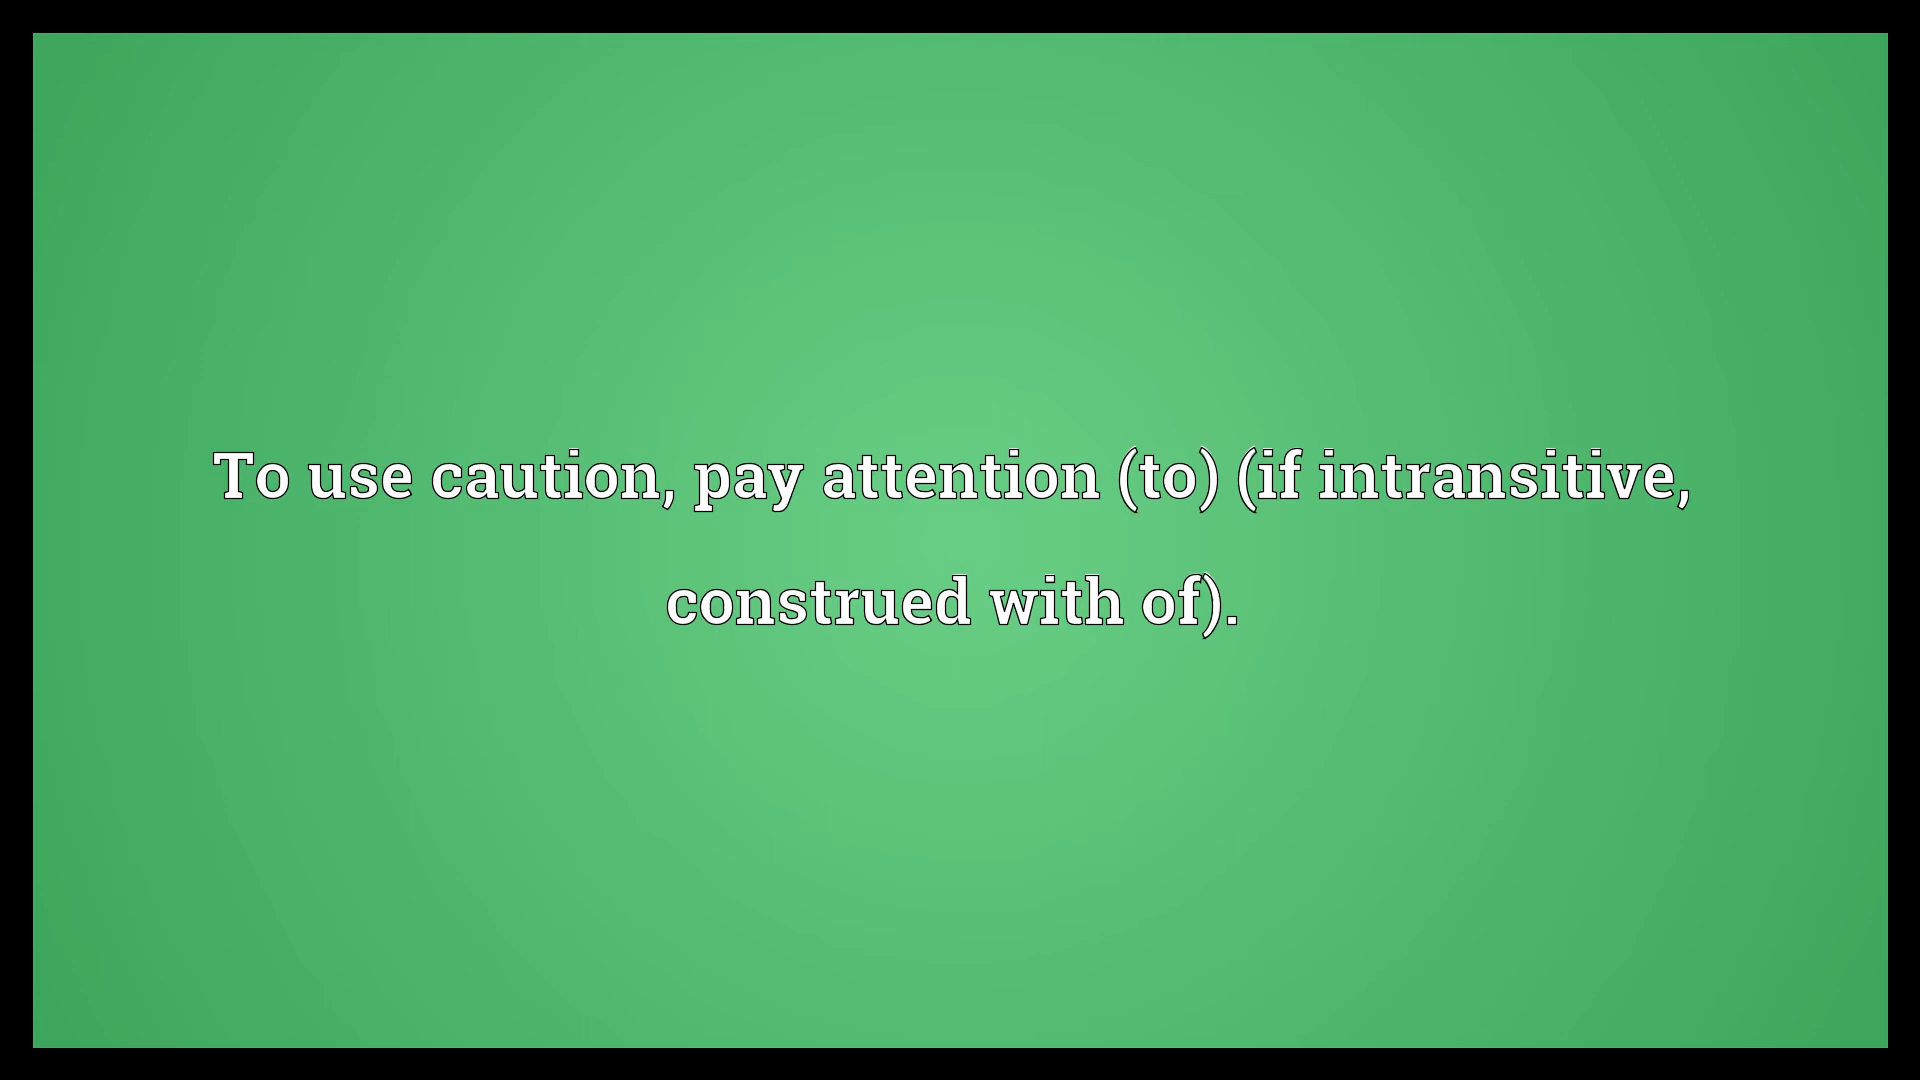 To use caution, pay attention (to) (if intransitive,
construed with of).